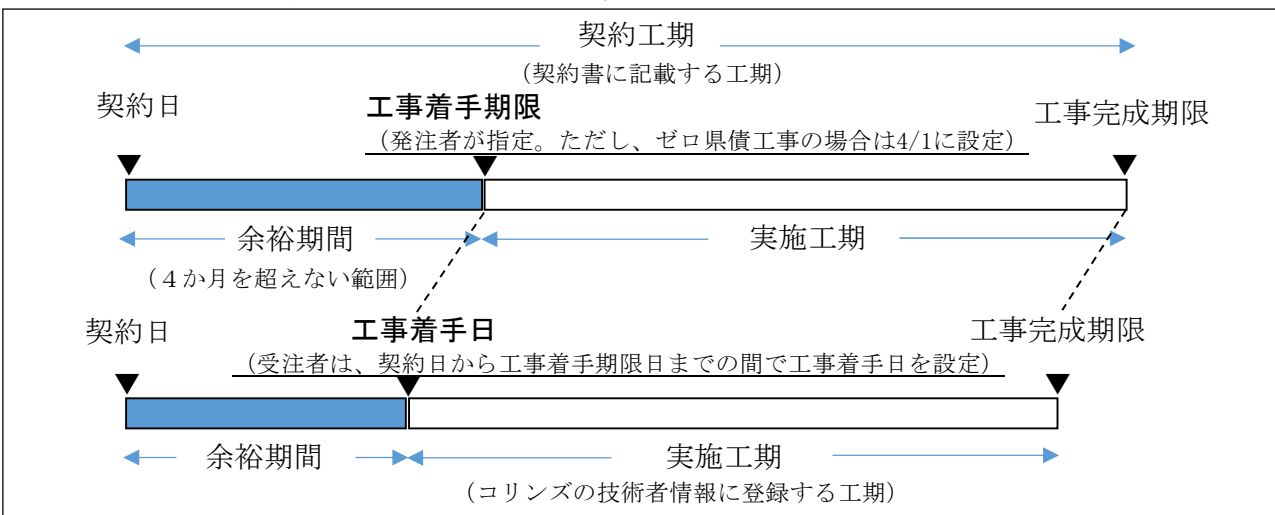 契約工期
（契約書に記載する工期）
契約日
工事着手期限
工事完成期限
（発注者が指定。ただし、ゼロ県債工事の場合は4/1に設定）
余裕期間
実施工期
（４か月を超えない範囲）
契約日
工事着手日
工事完成期限
（受注者は、契約日から工事着手期限日までの間で工事着手日を設定）
余裕期間
実施工期
（コリンズの技術者情報に登録する工期）